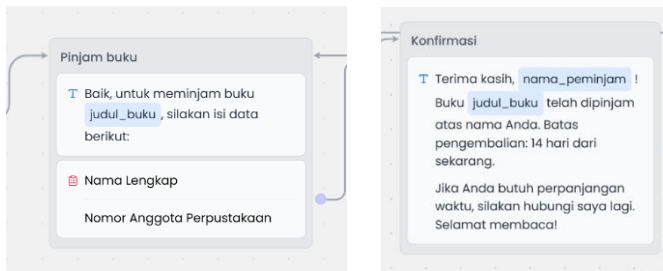 Pinjam buku
T Baik, untuk meminjam buku
judul_buku , silakan isi data
berikut:
Nama Lengkap
Nomor Anggota Perpustakaan
Konfirmasi
T Terima kasih, nama_peminjam !
Buku judul_buku telah dipinjam
atas nama Anda. Batas
pengembalian: 14 hari dari
sekarang.
Jika Anda butuh perpanjangan
waktu, silakan hubungi saya lagi.
Selamat membaca!